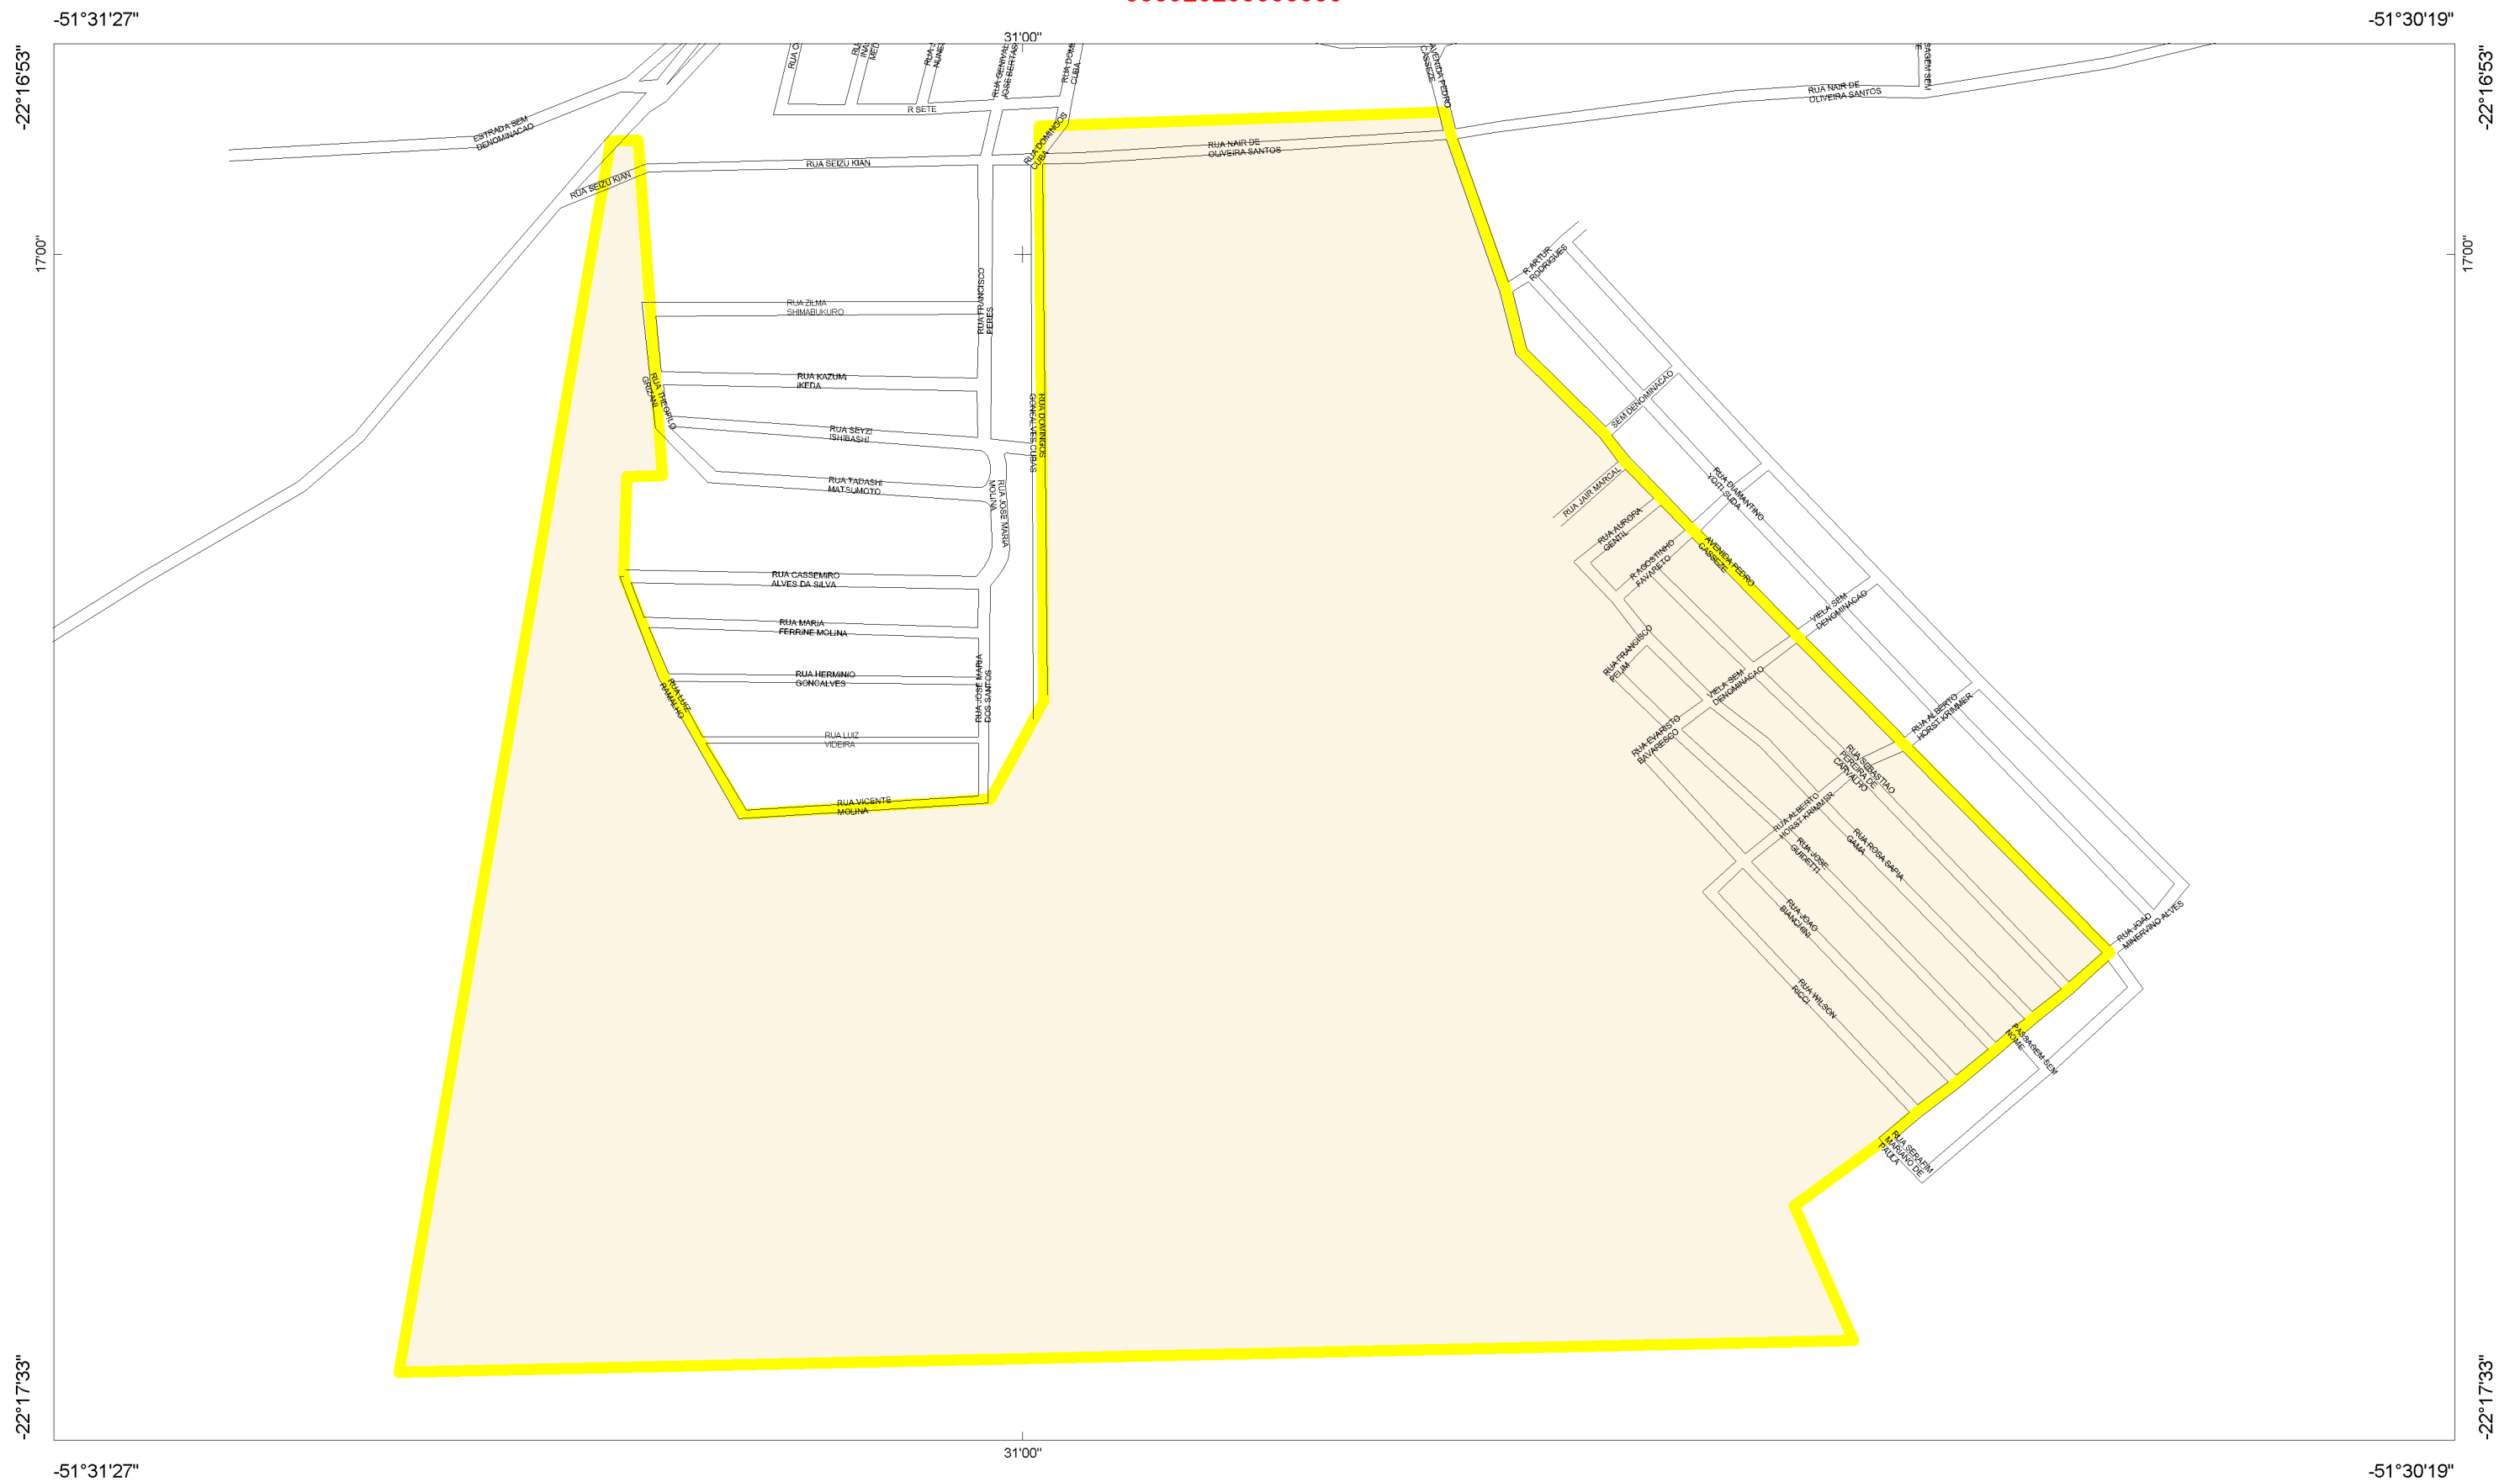 -51°31'27"
-51°30'19"
-22°16'53"
-22°16'53"
31'00"
17'00"
17'00"
AVENIDA PEDRO
CASSEZE
RUA GENIVAL
JOSE BERTASI
CUBA
R SETE
ESTRADA SEM
DENOMINACAO
RUA NAIR DE
OLIVEIRA SANTOS
RUA DOMINGOS
CUBA
RUA NAIR DE
OLIVEIRA SANTOS
RUA SEIZU KIAN
RUA SEIZU KIAN
R ARTUR
RODRIGUES
RUA FRANCISCO
PERES
RUA ZILMA
SHIMABUKURO
RUA KAZUMI
IKEDA
RUA THEOFILO
GRIZANI
RUA SEYZI
ISHIBASHI
RUA DOMINGOS
GONCALVES CUBAS
SEM DENOMINACAO
RUA TADASHI
MATSUMOTO
RUA JOSE MARIA
MOLINA
RUA JAIR MARCAL
RUA DIAMANTINO
YOITI SUDA
RUA AURORA
GENTIL
R AGOSTINHO
FAVARETO
AVENIDA PEDRO
CASSEZE
RUA CASSEMIRO
ALVES DA SILVA
VIELA SEM
DENOMINACAO
RUA MARIA
FERRINE MOLINA
RUA FRANCISCO
PEIJM
RUA HERMINIO
GONCALVES
RUA JOSE MARIA
DOS SANTOS
RUA LUIZ
RAMALHO
VIELA SEM
DENOMINACAO
RUA ALBERTO
HORST KRIMMER
RUA EVARISTO
BAVARESCO
RUA LUIZ
VIDEIRA
RUA SEBASTIAO
PEREIRA DE
CARVALHO
RUA VICENTE
MOLINA
RUA ALBERTO
HORST KRIMMER
RUA JOSE
GUIDETTI
RUA ROSA SAPIA
GAMA
RUA JOAO
BIANCHINI
RUA JOAO
MINERVINO ALVES
RUA WILSON
RICCI
PASSAGEM SEM
NOME
RUA SERAFIM
MARIANO DE
PAULA
-22°17'33"
-22°17'33"
31'00"
-51°31'27"
-51°30'19"